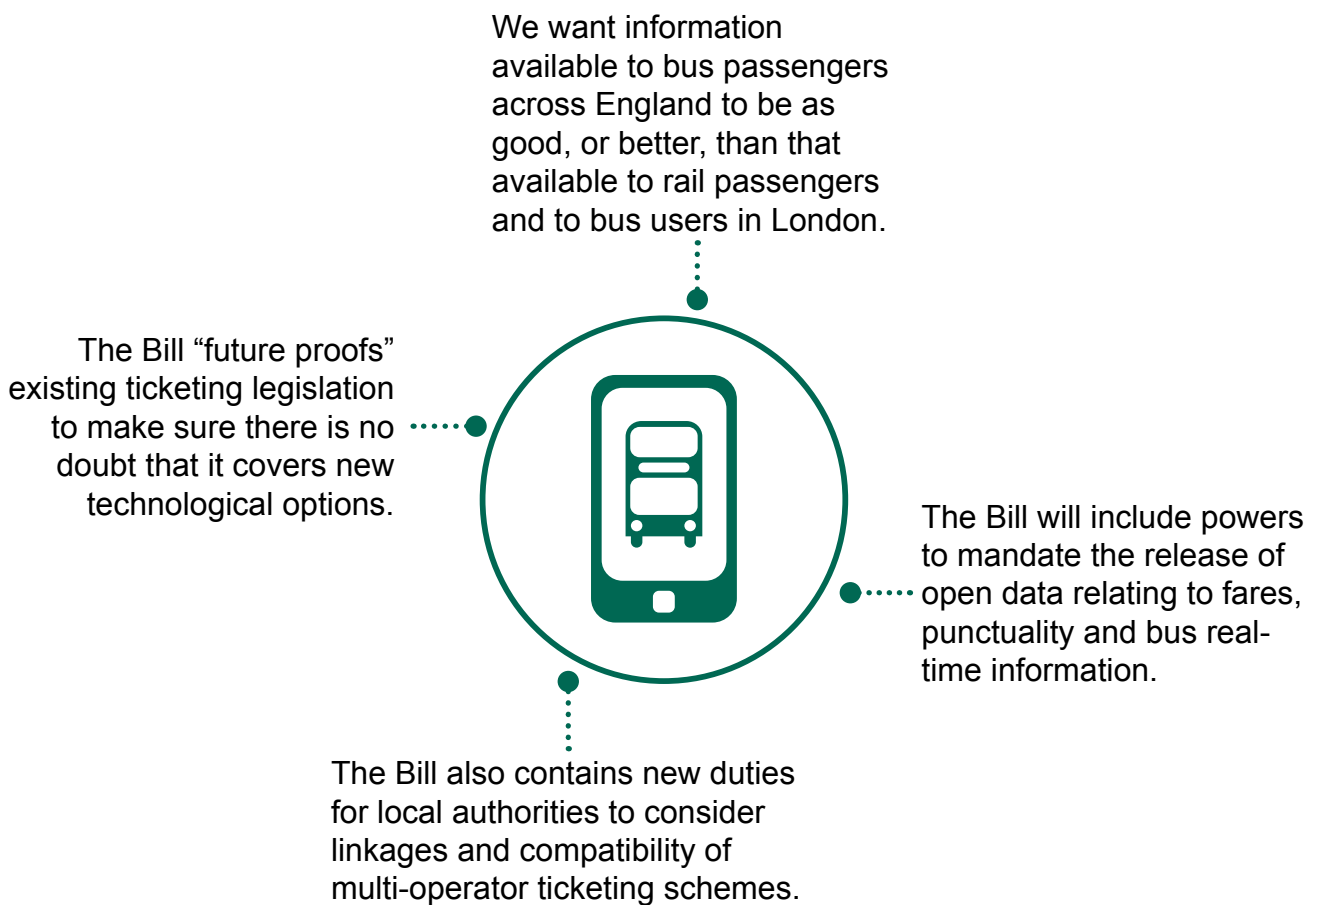 We want information
available to bus passengers
across England to be as
good, or better, than that
available to rail passengers
and to bus users in London.
The Bill “future proofs”
existing ticketing legislation
to make sure there is no
doubt that it covers new
technological options.
The Bill will include powers
to mandate the release of
open data relating to fares,
punctuality and bus real-
time information.
The Bill also contains new duties
for local authorities to consider
linkages and compatibility of
multi-operator ticketing schemes.